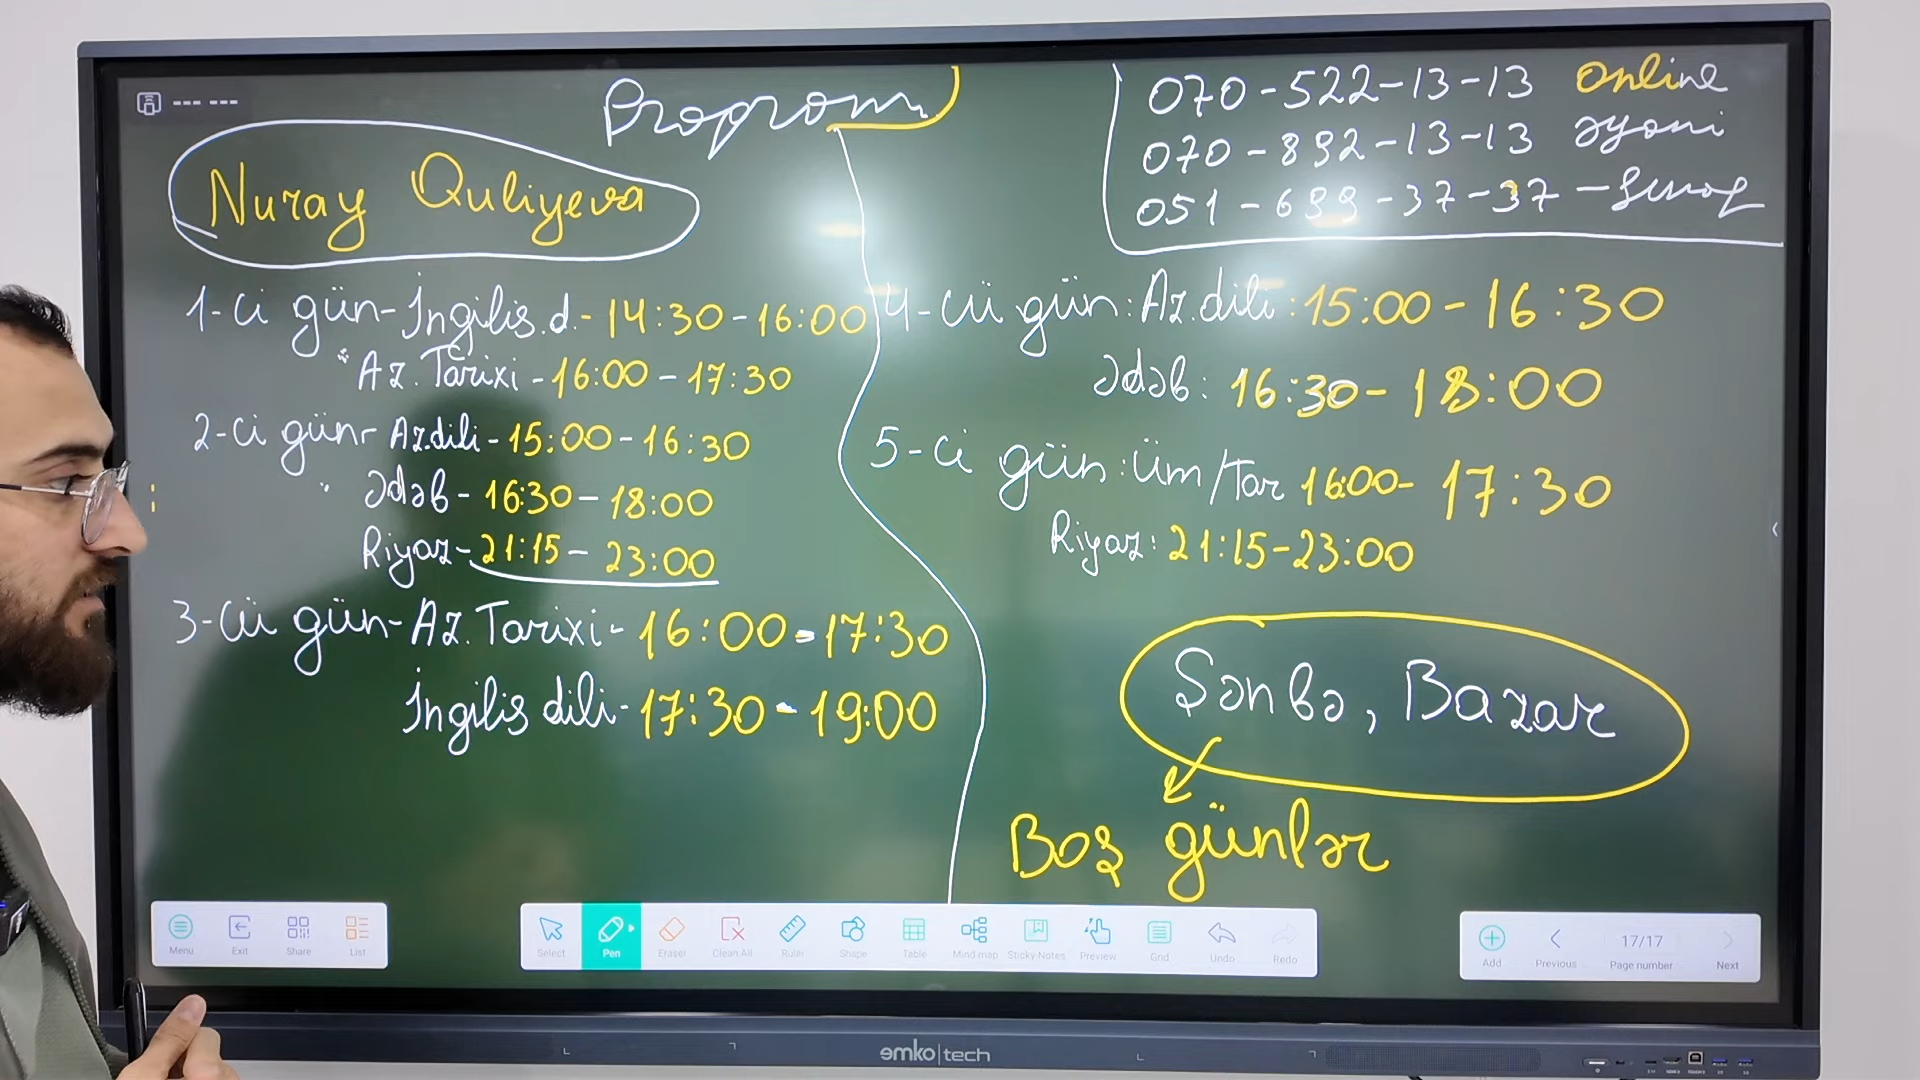 Proqram
Nuray Quliyeva
1-ci gün-İngilis.d.-14:30-16:00
" Az.Tarixi-16:00-17:30
2-ci gün- Az.dili-15:00-16:30
" Ədəb-16:30-18:00
Riyaz-21:15-23:00
3-cü gün-Az.Tarixi-16:00-17:30
İngiliş dili-17:30-19:00
070-522-13-13 Online
070-892-13-13 əyani
051-699-37-37
4-cü gün:Az.dili:15:00-16:30
Ədəb: 16:30-18:00
5-ci gün:üm/tar 16:00-17:30
Riyaz:21:15-23:00
Şənbə, Bazar
Boş günlər
Menu Exit Share List
Select Pen Eraser Clean All Ruler Shape Table Mind map Sticky Notes Preview Grid Undo Redo
Add Previous 17/17 Page number Next
emko|tech